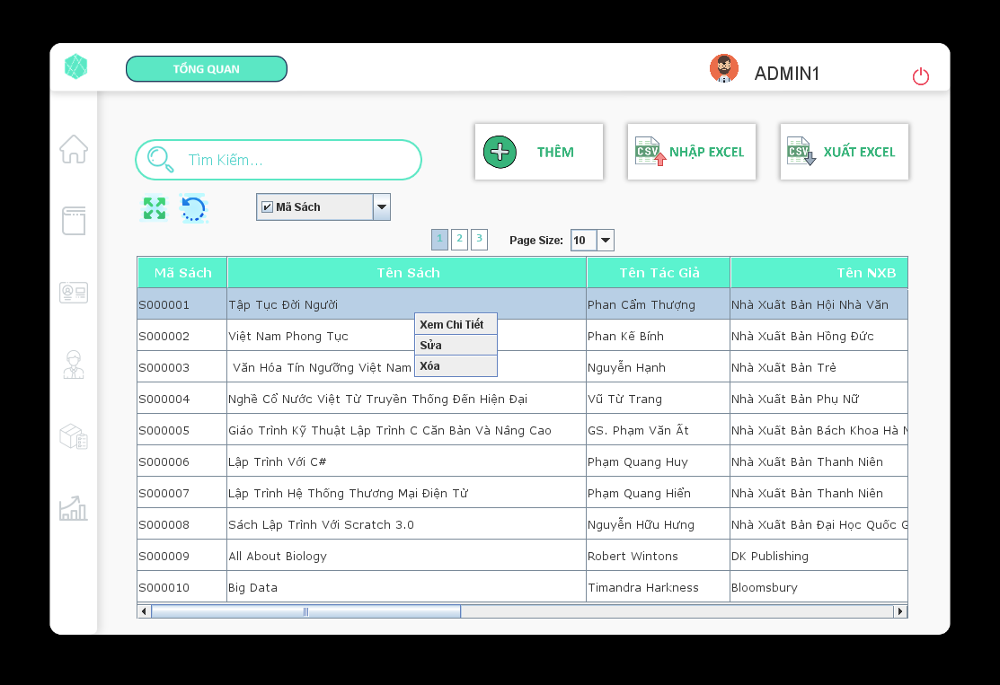 TỔNG QUAN
ADMIN1
Tìm Kiếm...
THÊM
CSV NHẬP EXCEL
CSV XUẤT EXCEL
Mã Sách
1 2 3 Page Size: 10
Mã Sách Tên Sách Tên Tác Giả Tên NXB
S000001 Tập Tục Đời Người Phan Cẩm Thượng Nhà Xuất Bản Hội Nhà Văn
Xem Chi Tiết
S000002 Việt Nam Phong Tục Phan Kế Bính Nhà Xuất Bản Hồng Đức
Sửa
S000003 Văn Hóa Tín Ngưỡng Việt Nam Nguyễn Hạnh Nhà Xuất Bản Trẻ
Xóa
S000004 Nghề Cổ Nước Việt Từ Truyền Thống Đến Hiện Đại Vũ Từ Trang Nhà Xuất Bản Phụ Nữ
S000005 Giáo Trình Kỹ Thuật Lập Trình C Căn Bản Và Nâng Cao GS. Phạm Văn Ất Nhà Xuất Bản Bách Khoa Hà N
S000006 Lập Trình Với C# Phạm Quang Huy Nhà Xuất Bản Thanh Niên
S000007 Lập Trình Hệ Thống Thương Mại Điện Tử Phạm Quang Hiển Nhà Xuất Bản Thanh Niên
S000008 Sách Lập Trình Với Scratch 3.0 Nguyễn Hữu Hưng Nhà Xuất Bản Đại Học Quốc G
S000009 All About Biology Robert Wintons DK Publishing
S000010 Big Data Timandra Harkness Bloomsbury